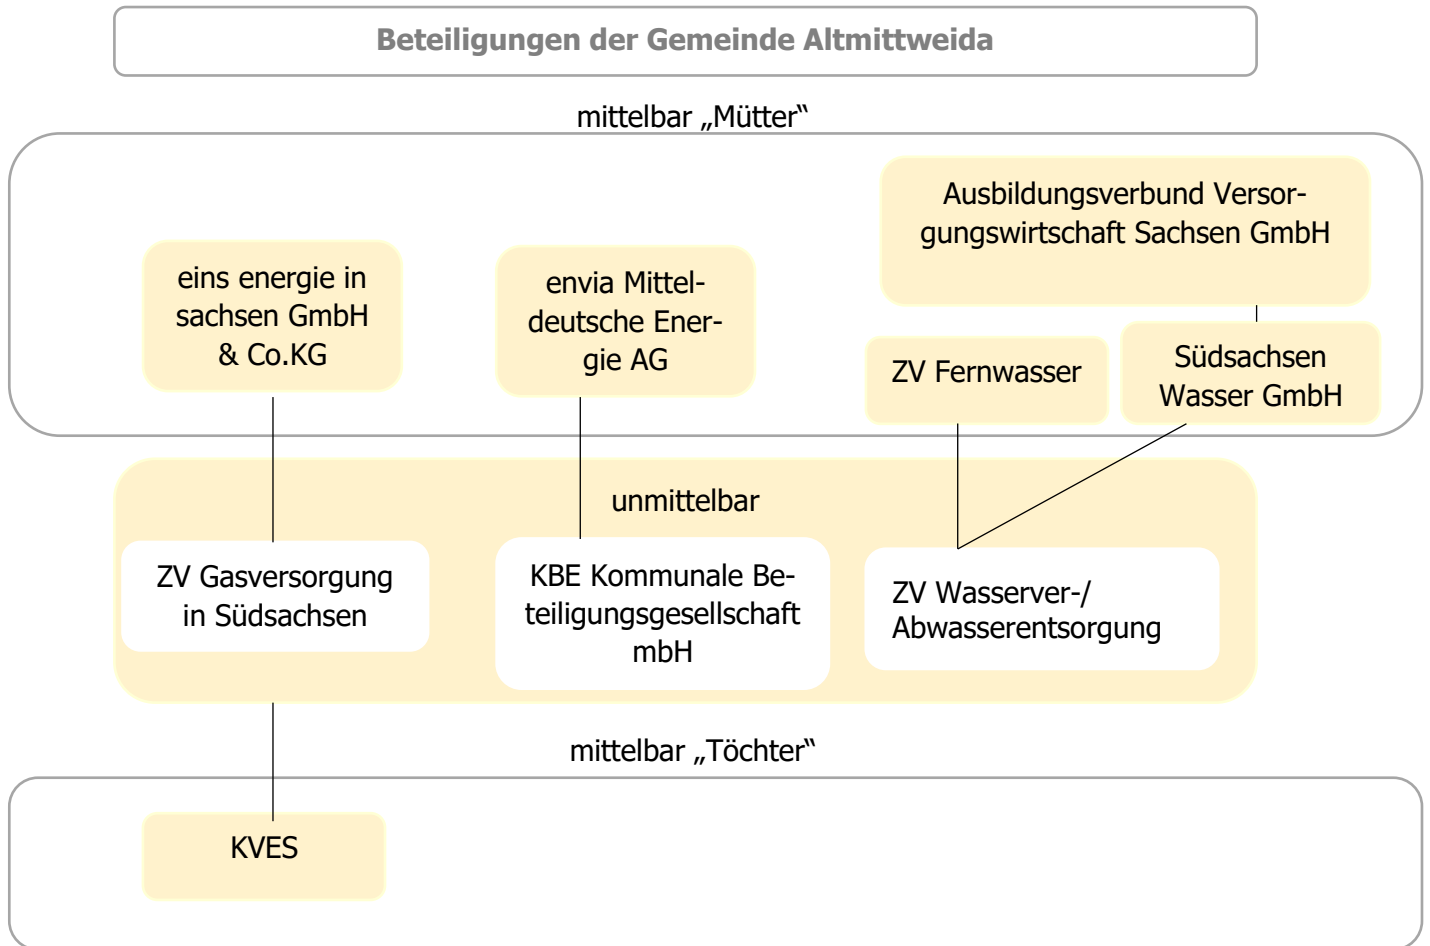 Beteiligungen der Gemeinde Altmittweida
mittelbar „Mütter“
Ausbildungsverbund Versor-
gungswirtschaft Sachsen GmbH
eins energie in
sachsen GmbH
& Co.KG
envia Mittel-
deutsche Ener-
gie AG
ZV Fernwasser
Südsachsen
Wasser GmbH
unmittelbar
ZV Gasversorgung
in Südsachsen
KBE Kommunale Be-
teiligungsgesellschaft
mbH
ZV Wasserver-/
Abwasserentsorgung
mittelbar „Töchter“
KVES